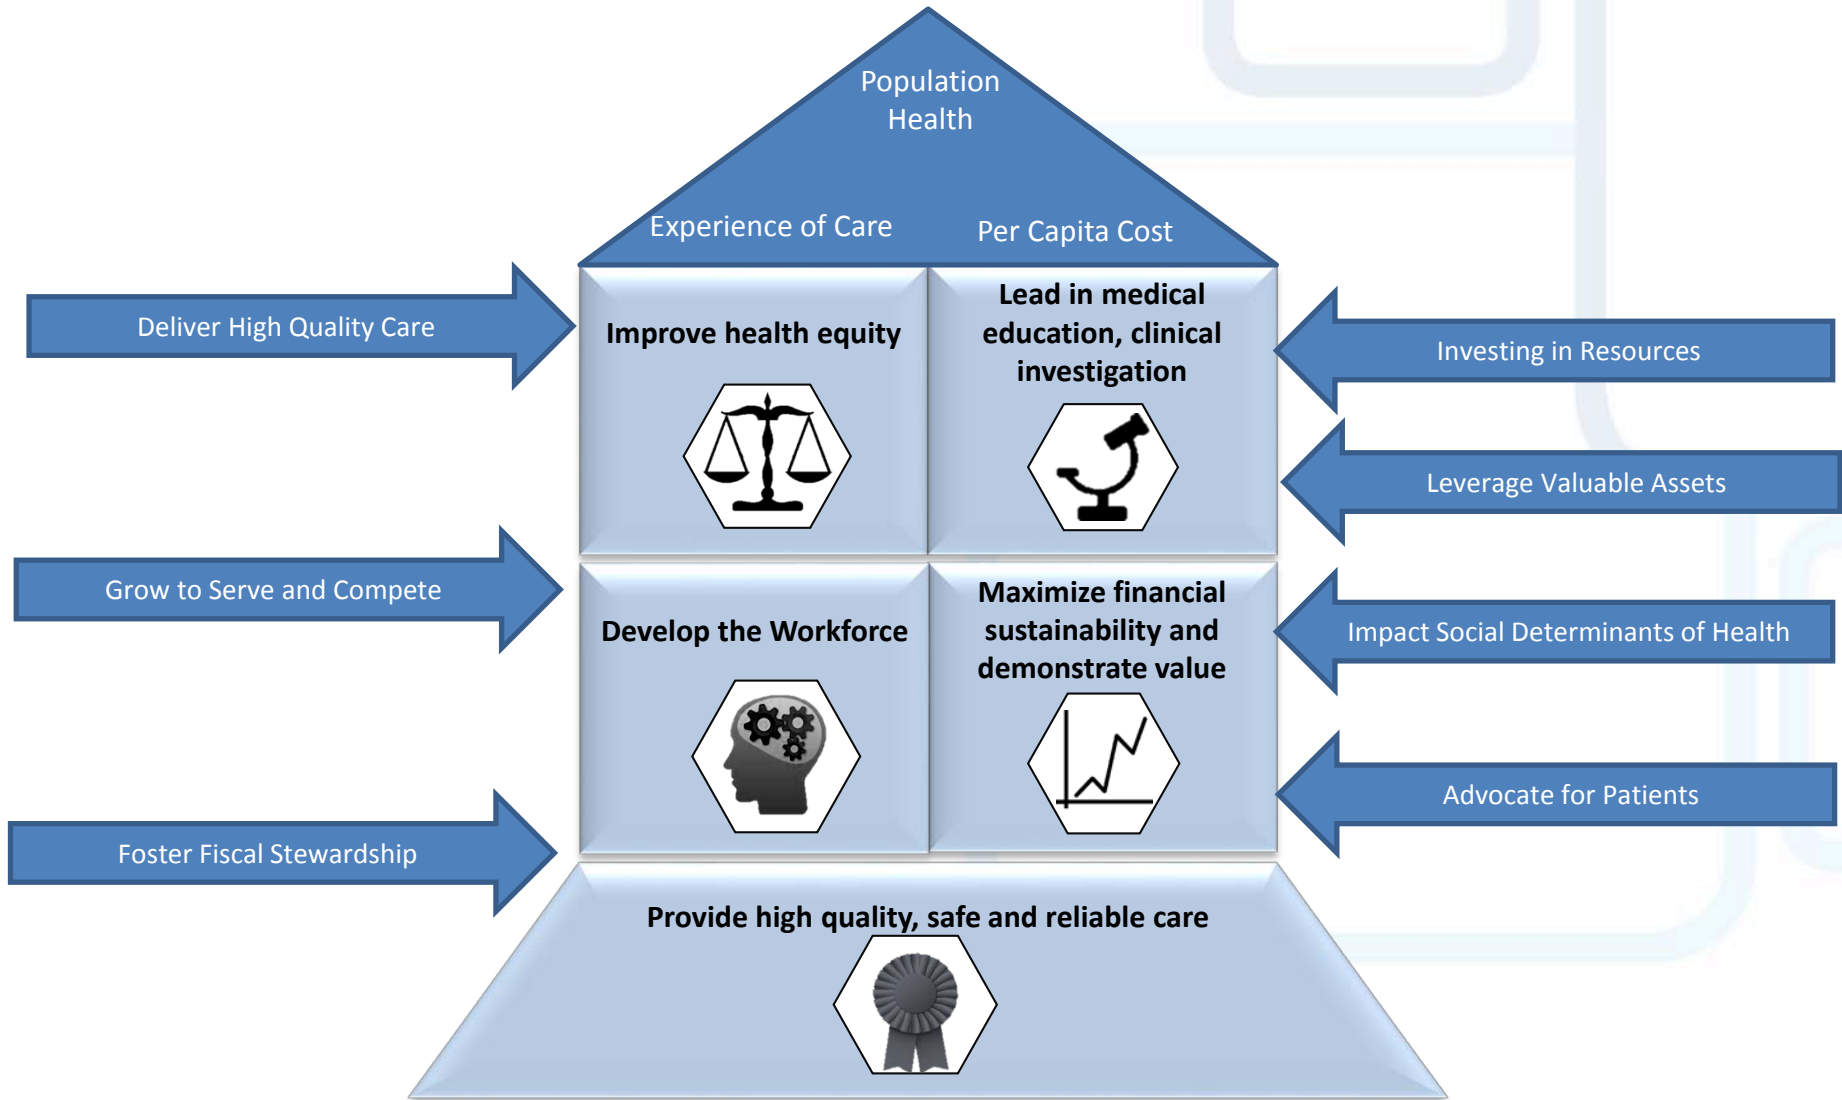 Population
Health
Experience of Care
Per Capita Cost
Deliver High Quality Care
Grow to Serve and Compete
Foster Fiscal Stewardship
Improve health equity
Lead in medical
education, clinical
investigation
Develop the Workforce
Maximize financial
sustainability and
demonstrate value
Provide high quality, safe and reliable care
Investing in Resources
Leverage Valuable Assets
Impact Social Determinants of Health
Advocate for Patients